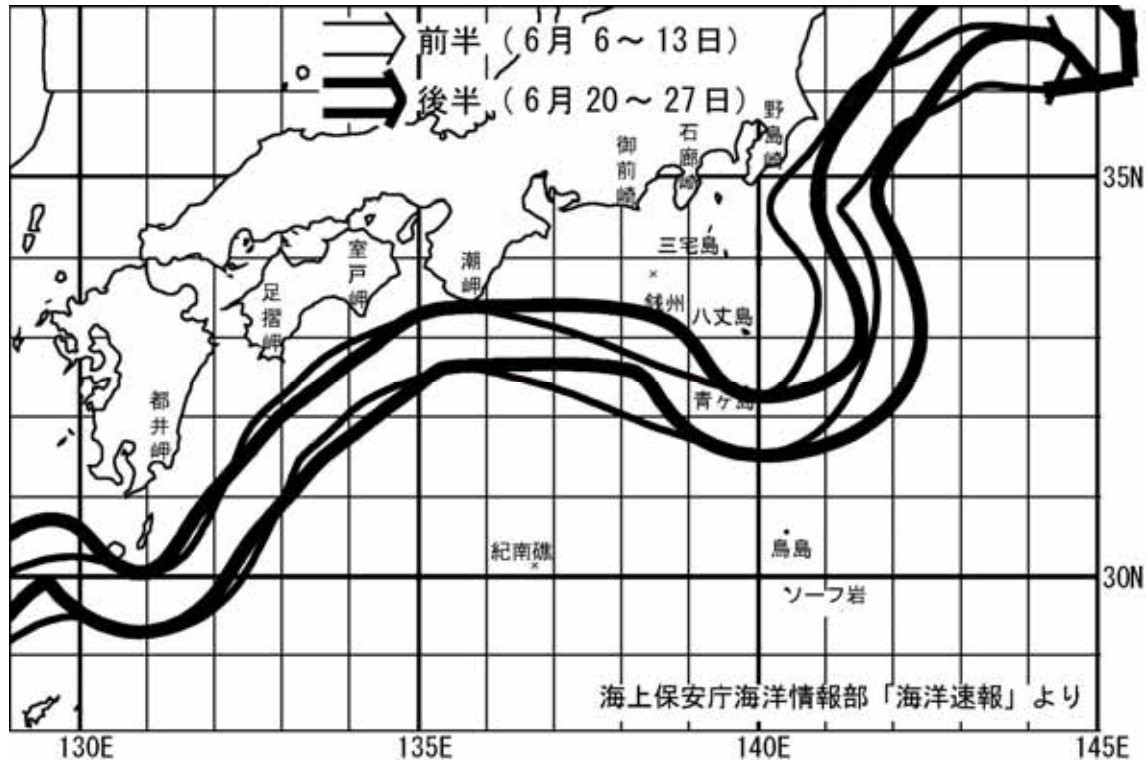 前半（6月 6～13日）
後半（6月 20～27日）
野島崎
石廊崎
御前崎
35N
三宅島
潮岬
室戸岬
足摺岬
銭州
八丈島
青ヶ島
都井岬
紀南礁
鳥島
30N
ソーフ岩
海上保安庁海洋情報部「海洋速報」より
130E
135E
140E
145E